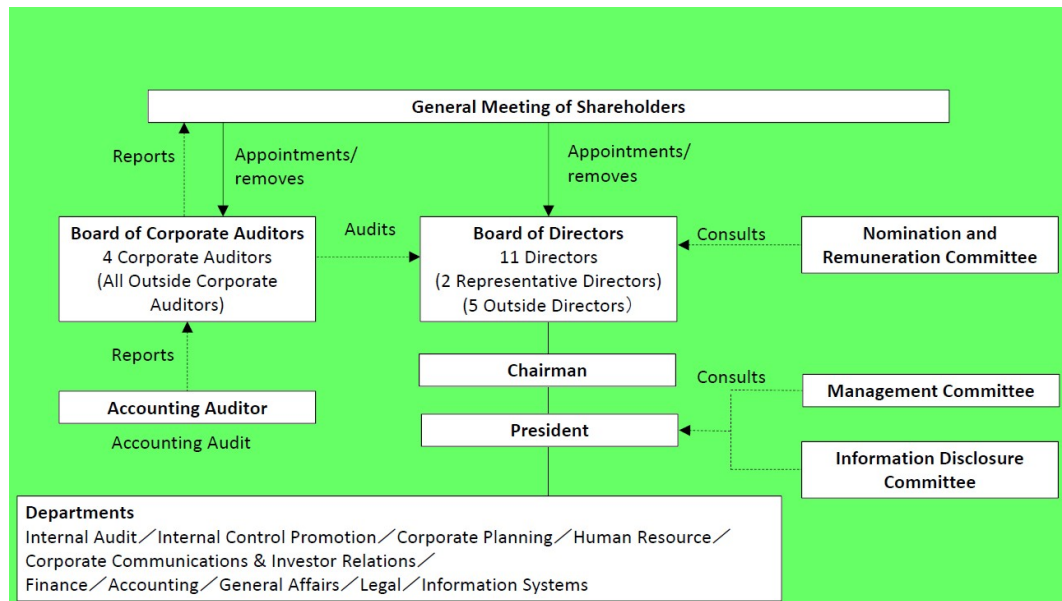 General Meeting of Shareholders
Reports
Appointments/
removes
Appointments/
removes
Board of Corporate Auditors
4 Corporate Auditors
(All Outside Corporate
Auditors)
Audits
Board of Directors
11 Directors
(2 Representative Directors)
(5 Outside Directors）
Consults
Nomination and
Remuneration Committee
Reports
Chairman
Consults
Management Committee
Accounting Auditor
Accounting Audit
President
Information Disclosure
Committee
Departments
Internal Audit／Internal Control Promotion／Corporate Planning／Human Resource／
Corporate Communications & Investor Relations／
Finance／Accounting／General Affairs／Legal／Information Systems